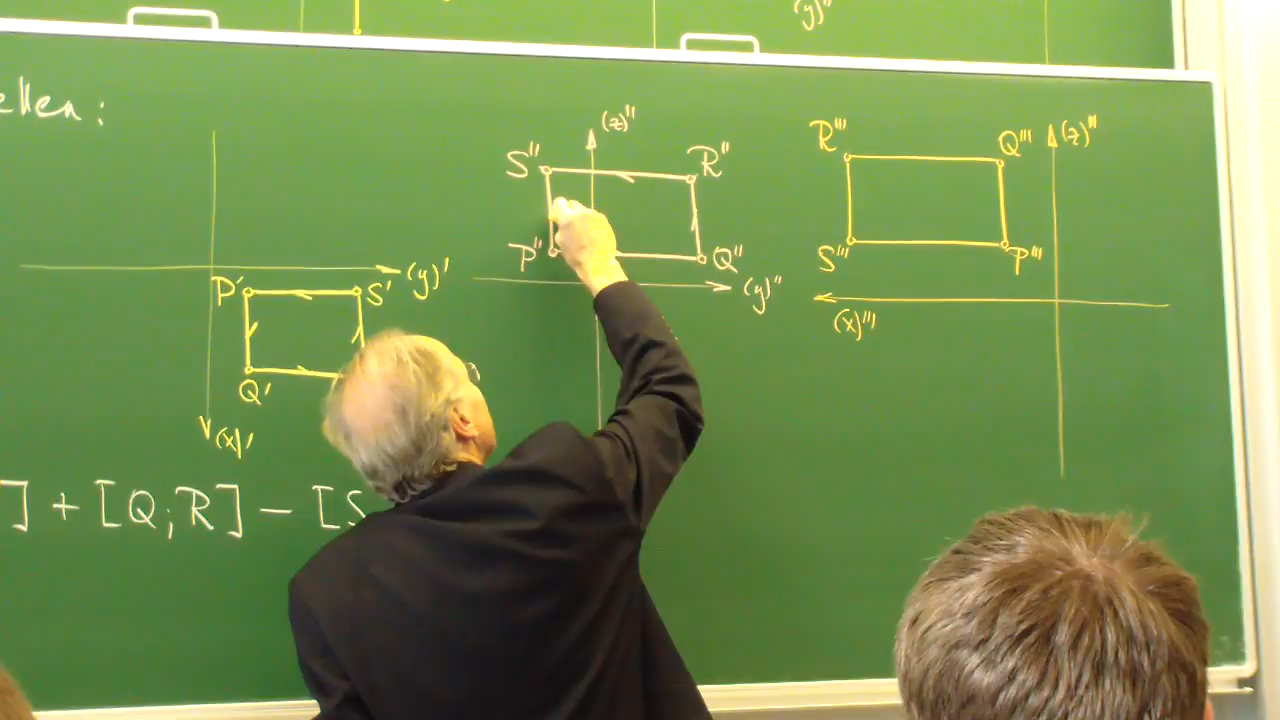 (y)"
ellen:
P' S' (y)'
Q'
(x)'
(z)"
S" R"
P" Q"
(y)"
R''' Q''' (z)'''
S''' P'''
(x)'''
] + [Q;R] − [S